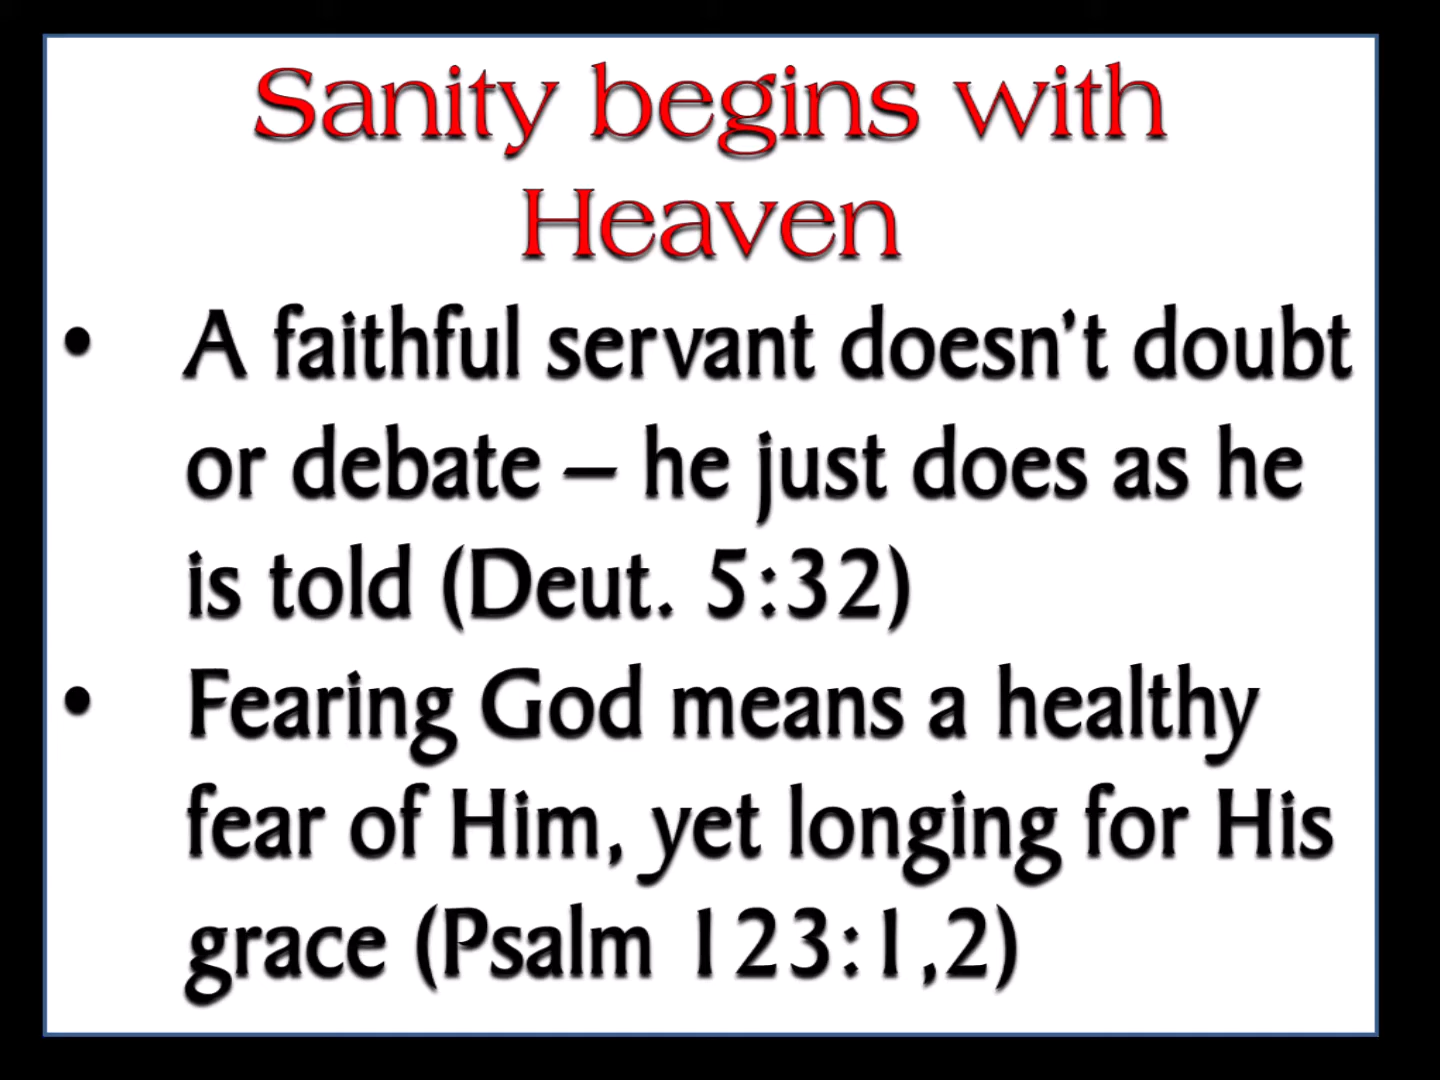 Sanity begins with
Heaven
• A faithful servant doesn’t doubt
or debate – he just does as he
is told (Deut. 5:32)
• Fearing God means a healthy
fear of Him, yet longing for His
grace (Psalm 123:1,2)